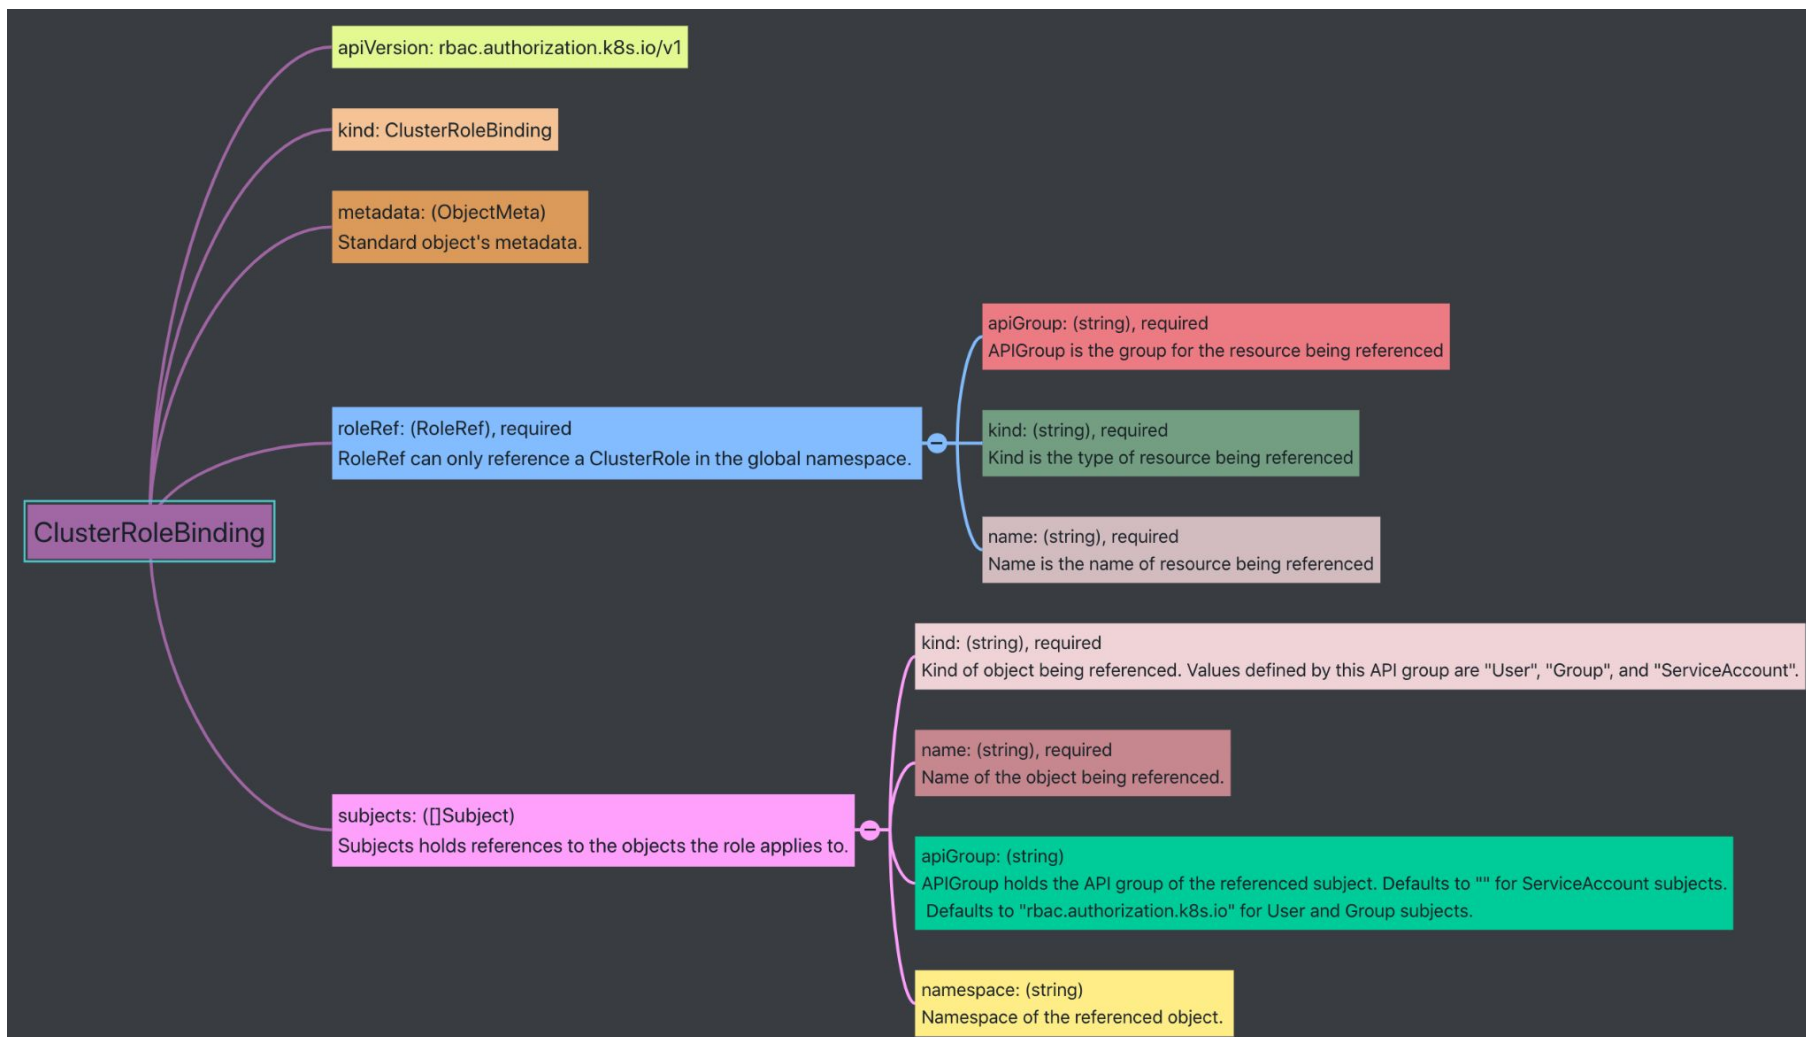 apiVersion: rbac.authorization.k8s.io/v1
kind: ClusterRoleBinding
metadata: (ObjectMeta)
Standard object's metadata.
apiGroup: (string), required
APIGroup is the group for the resource being referenced
roleRef: (RoleRef), required
RoleRef can only reference a ClusterRole in the global namespace.
kind: (string), required
Kind is the type of resource being referenced
name: (string), required
Name is the name of resource being referenced
ClusterRoleBinding
kind: (string), required
Kind of object being referenced. Values defined by this API group are "User", "Group", and "ServiceAccount".
name: (string), required
Name of the object being referenced.
subjects: ([]Subject)
Subjects holds references to the objects the role applies to.
apiGroup: (string)
APIGroup holds the API group of the referenced subject. Defaults to "" for ServiceAccount subjects.
Defaults to "rbac.authorization.k8s.io" for User and Group subjects.
namespace: (string)
Namespace of the referenced object.